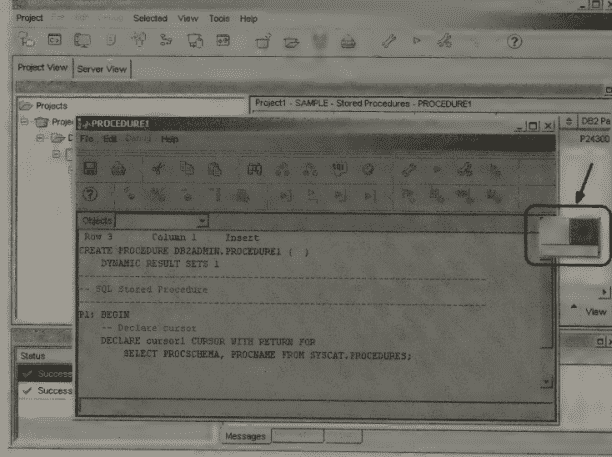 Project Selected View Tools Help
Project View Server View
Projects
Project1 - SAMPLE - Stored Procedures - PROCEDURE1
DB2 Pa
P24300
PROCEDURE1
File Edit Debug Help
SQL
Objects
Row 3 Column 1 Insert
CREATE PROCEDURE DB2ADMIN.PROCEDURE1 ( )
DYNAMIC RESULT SETS 1
-- SQL Stored Procedure
P1: BEGIN
-- Declare cursor
DECLARE cursor1 CURSOR WITH RETURN FOR
SELECT PROCSCHEMA, PROCNAME FROM SYSCAT.PROCEDURES;
View
Status
Success
Success
Messages